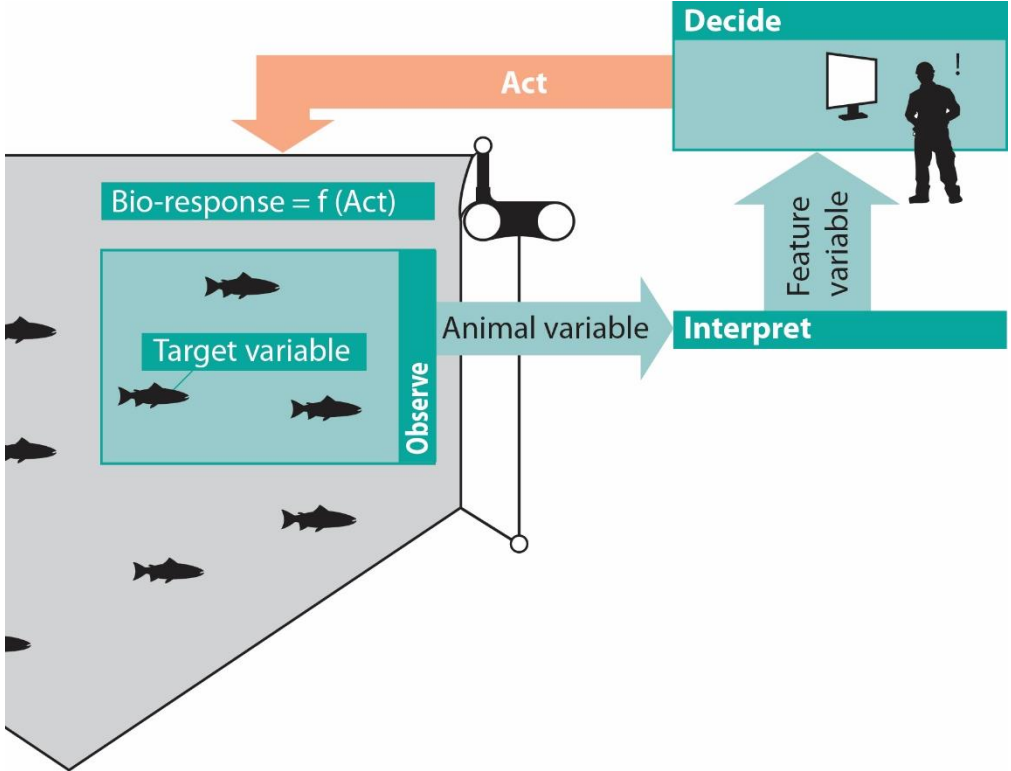 Decide
!
Act
Bio-response = f (Act)
Target variable
Observe
Animal variable
Feature
variable
Interpret